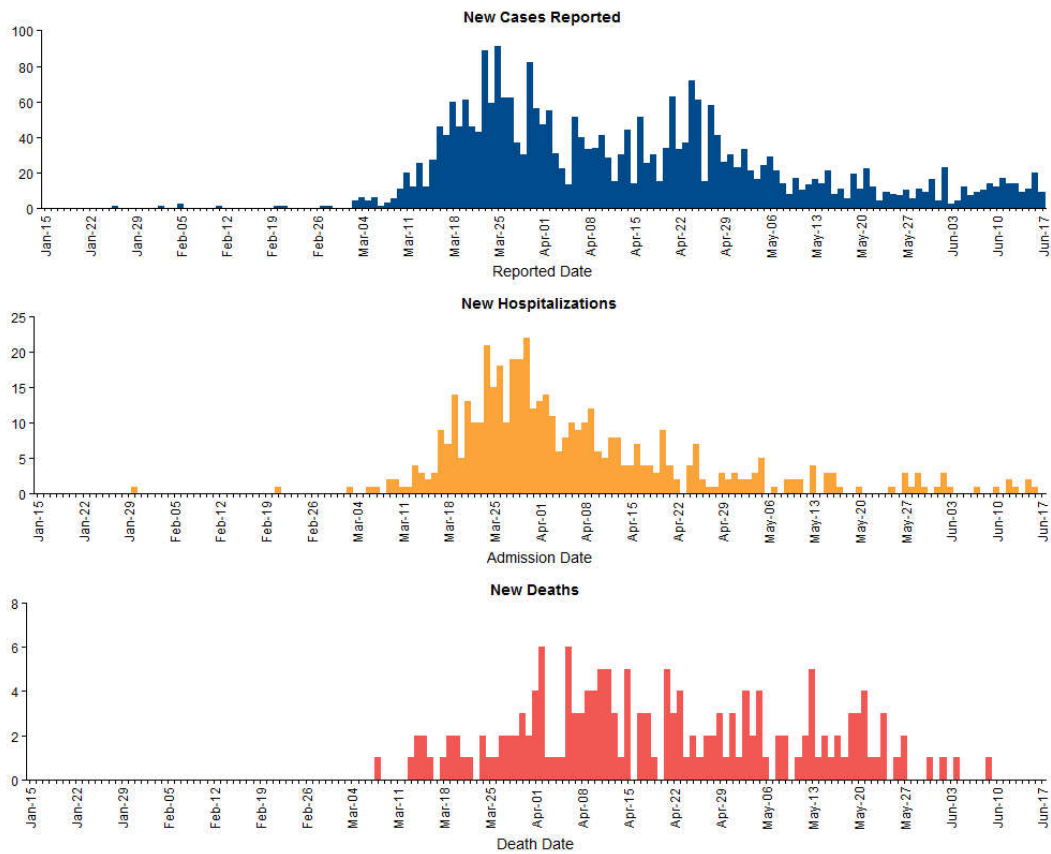 New Cases Reported
100
80
60
40
20
0
Jan-15 Jan-22 Jan-29 Feb-05 Feb-12 Feb-19 Feb-26 Mar-04 Mar-11 Mar-18 Mar-25 Apr-01 Apr-08 Apr-15 Apr-22 Apr-29 May-06 May-13 May-20 May-27 Jun-03 Jun-10 Jun-17
Reported Date
New Hospitalizations
25
20
15
10
5
0
Jan-15 Jan-22 Jan-29 Feb-05 Feb-12 Feb-19 Feb-26 Mar-04 Mar-11 Mar-18 Mar-25 Apr-01 Apr-08 Apr-15 Apr-22 Apr-29 May-06 May-13 May-20 May-27 Jun-03 Jun-10 Jun-17
Admission Date
New Deaths
8
6
4
2
0
Jan-15 Jan-22 Jan-29 Feb-05 Feb-12 Feb-19 Feb-26 Mar-04 Mar-11 Mar-18 Mar-25 Apr-01 Apr-08 Apr-15 Apr-22 Apr-29 May-06 May-13 May-20 May-27 Jun-03 Jun-10 Jun-17
Death Date